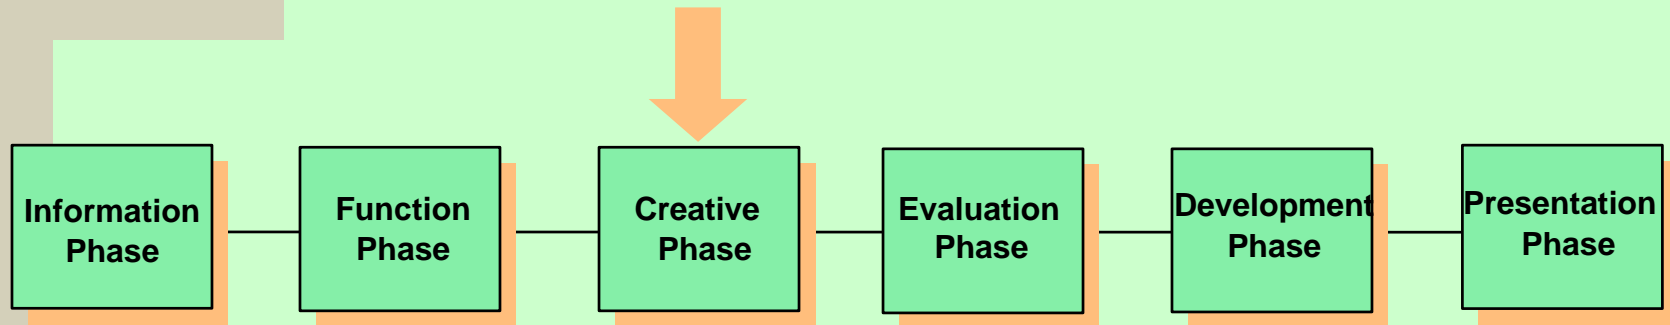 Information
Phase
Function
Phase
Creative
Phase
Evaluation
Phase
Development
Phase
Presentation
Phase